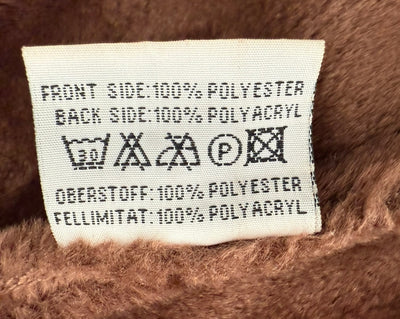 FRONT SIDE:100% POLYESTER
BACK SIDE:100% POLYACRYL
30 P
OBERSTOFF:100% POLYESTER
FELLIMITAT:100% POLYACRYL